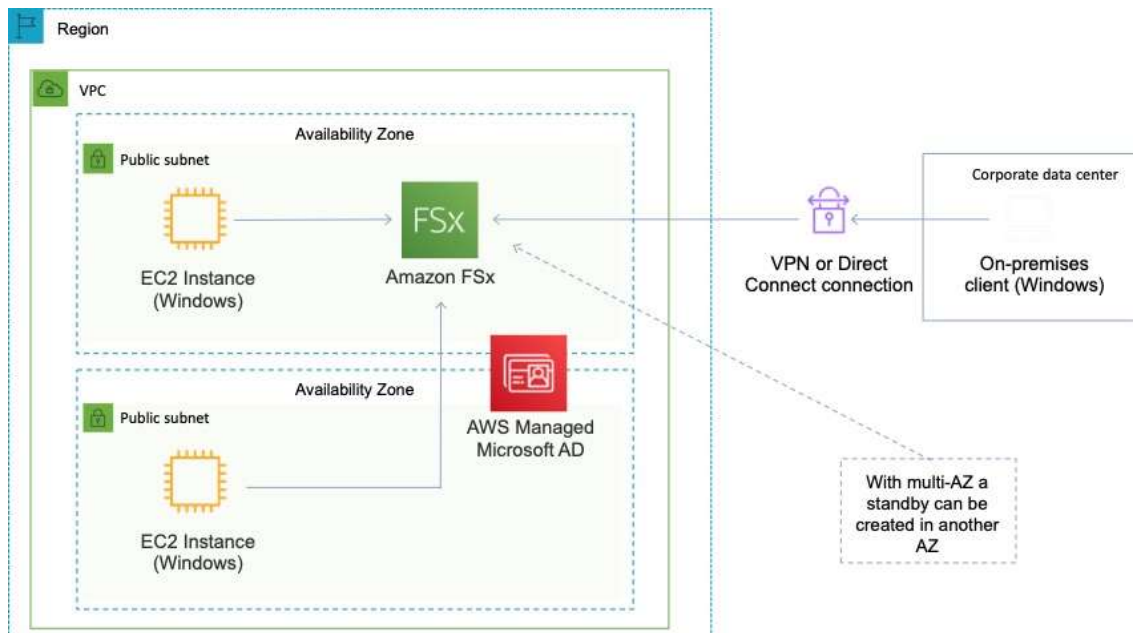 Region
VPC
Availability Zone
Public subnet
FSx
EC2 Instance
(Windows)
Amazon FSx
VPN or Direct
Connect connection
Corporate data center
On-premises
client (Windows)
Availability Zone
Public subnet
AWS Managed
Microsoft AD
EC2 Instance
(Windows)
With multi-AZ a
standby can be
created in another
AZ